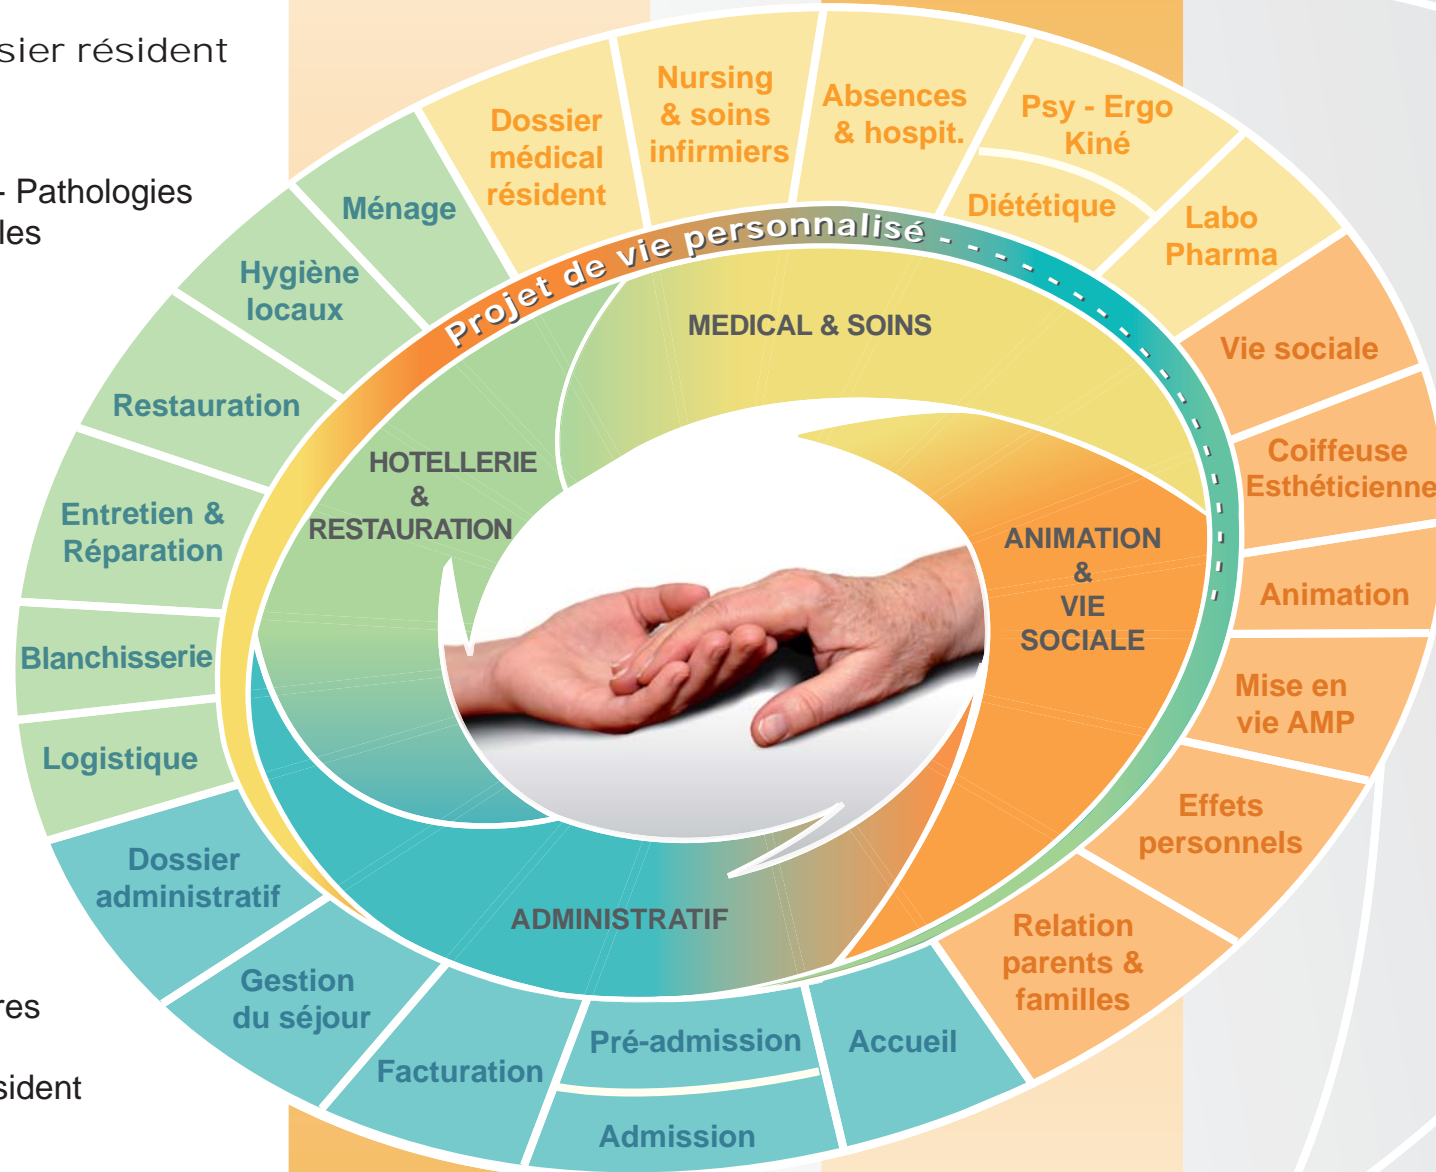 sier résident
- Pathologies
les
res
sident
Projet de vie personnalisé
MEDICAL & SOINS
Dossier
médical
résident
Nursing
& soins
infirmiers
Absences
& hospit.
Psy - Ergo
Kiné
Diététique
Labo
Pharma
ANIMATION
&
VIE
SOCIALE
Vie sociale
Coiffeuse
Esthéticienne
Animation
Mise en
vie AMP
Effets
personnels
Relation
parents &
familles
ADMINISTRATIF
Accueil
Pré-admission
Admission
Facturation
Gestion
du séjour
Dossier
administratif
HOTELLERIE
&
RESTAURATION
Logistique
Blanchisserie
Entretien &
Réparation
Restauration
Hygiène
locaux
Ménage